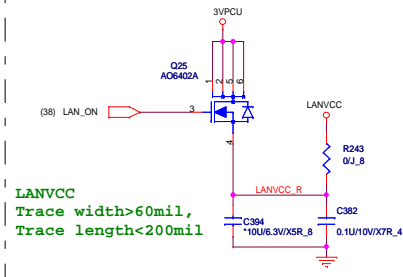 3VPCU
Q25
AO6402A
1
2
5
6
(38) LAN_ON
3
4
LANVCC
R243
0/J_8
LANVCC_R
LANVCC
Trace width>60mil,
Trace length<200mil
C394
*10U/6.3V/X5R_8
C382
0.1U/10V/X7R_4